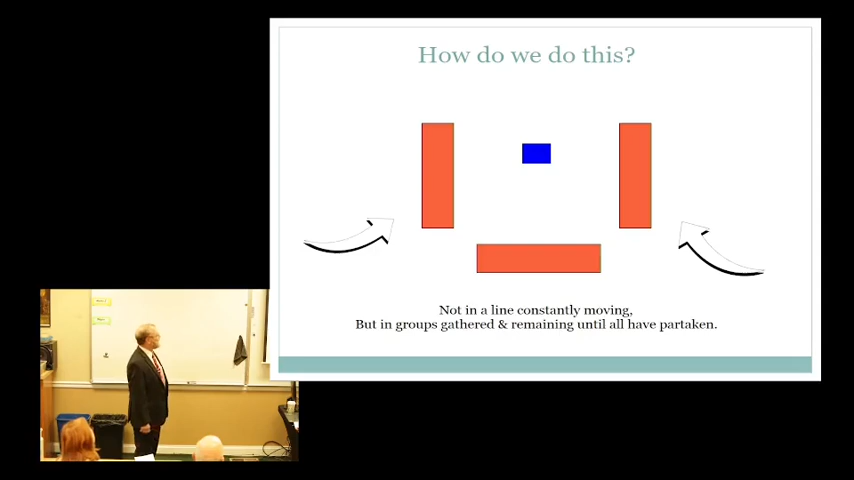 How do we do this?
Not in a line constantly moving,
But in groups gathered & remaining until all have partaken.